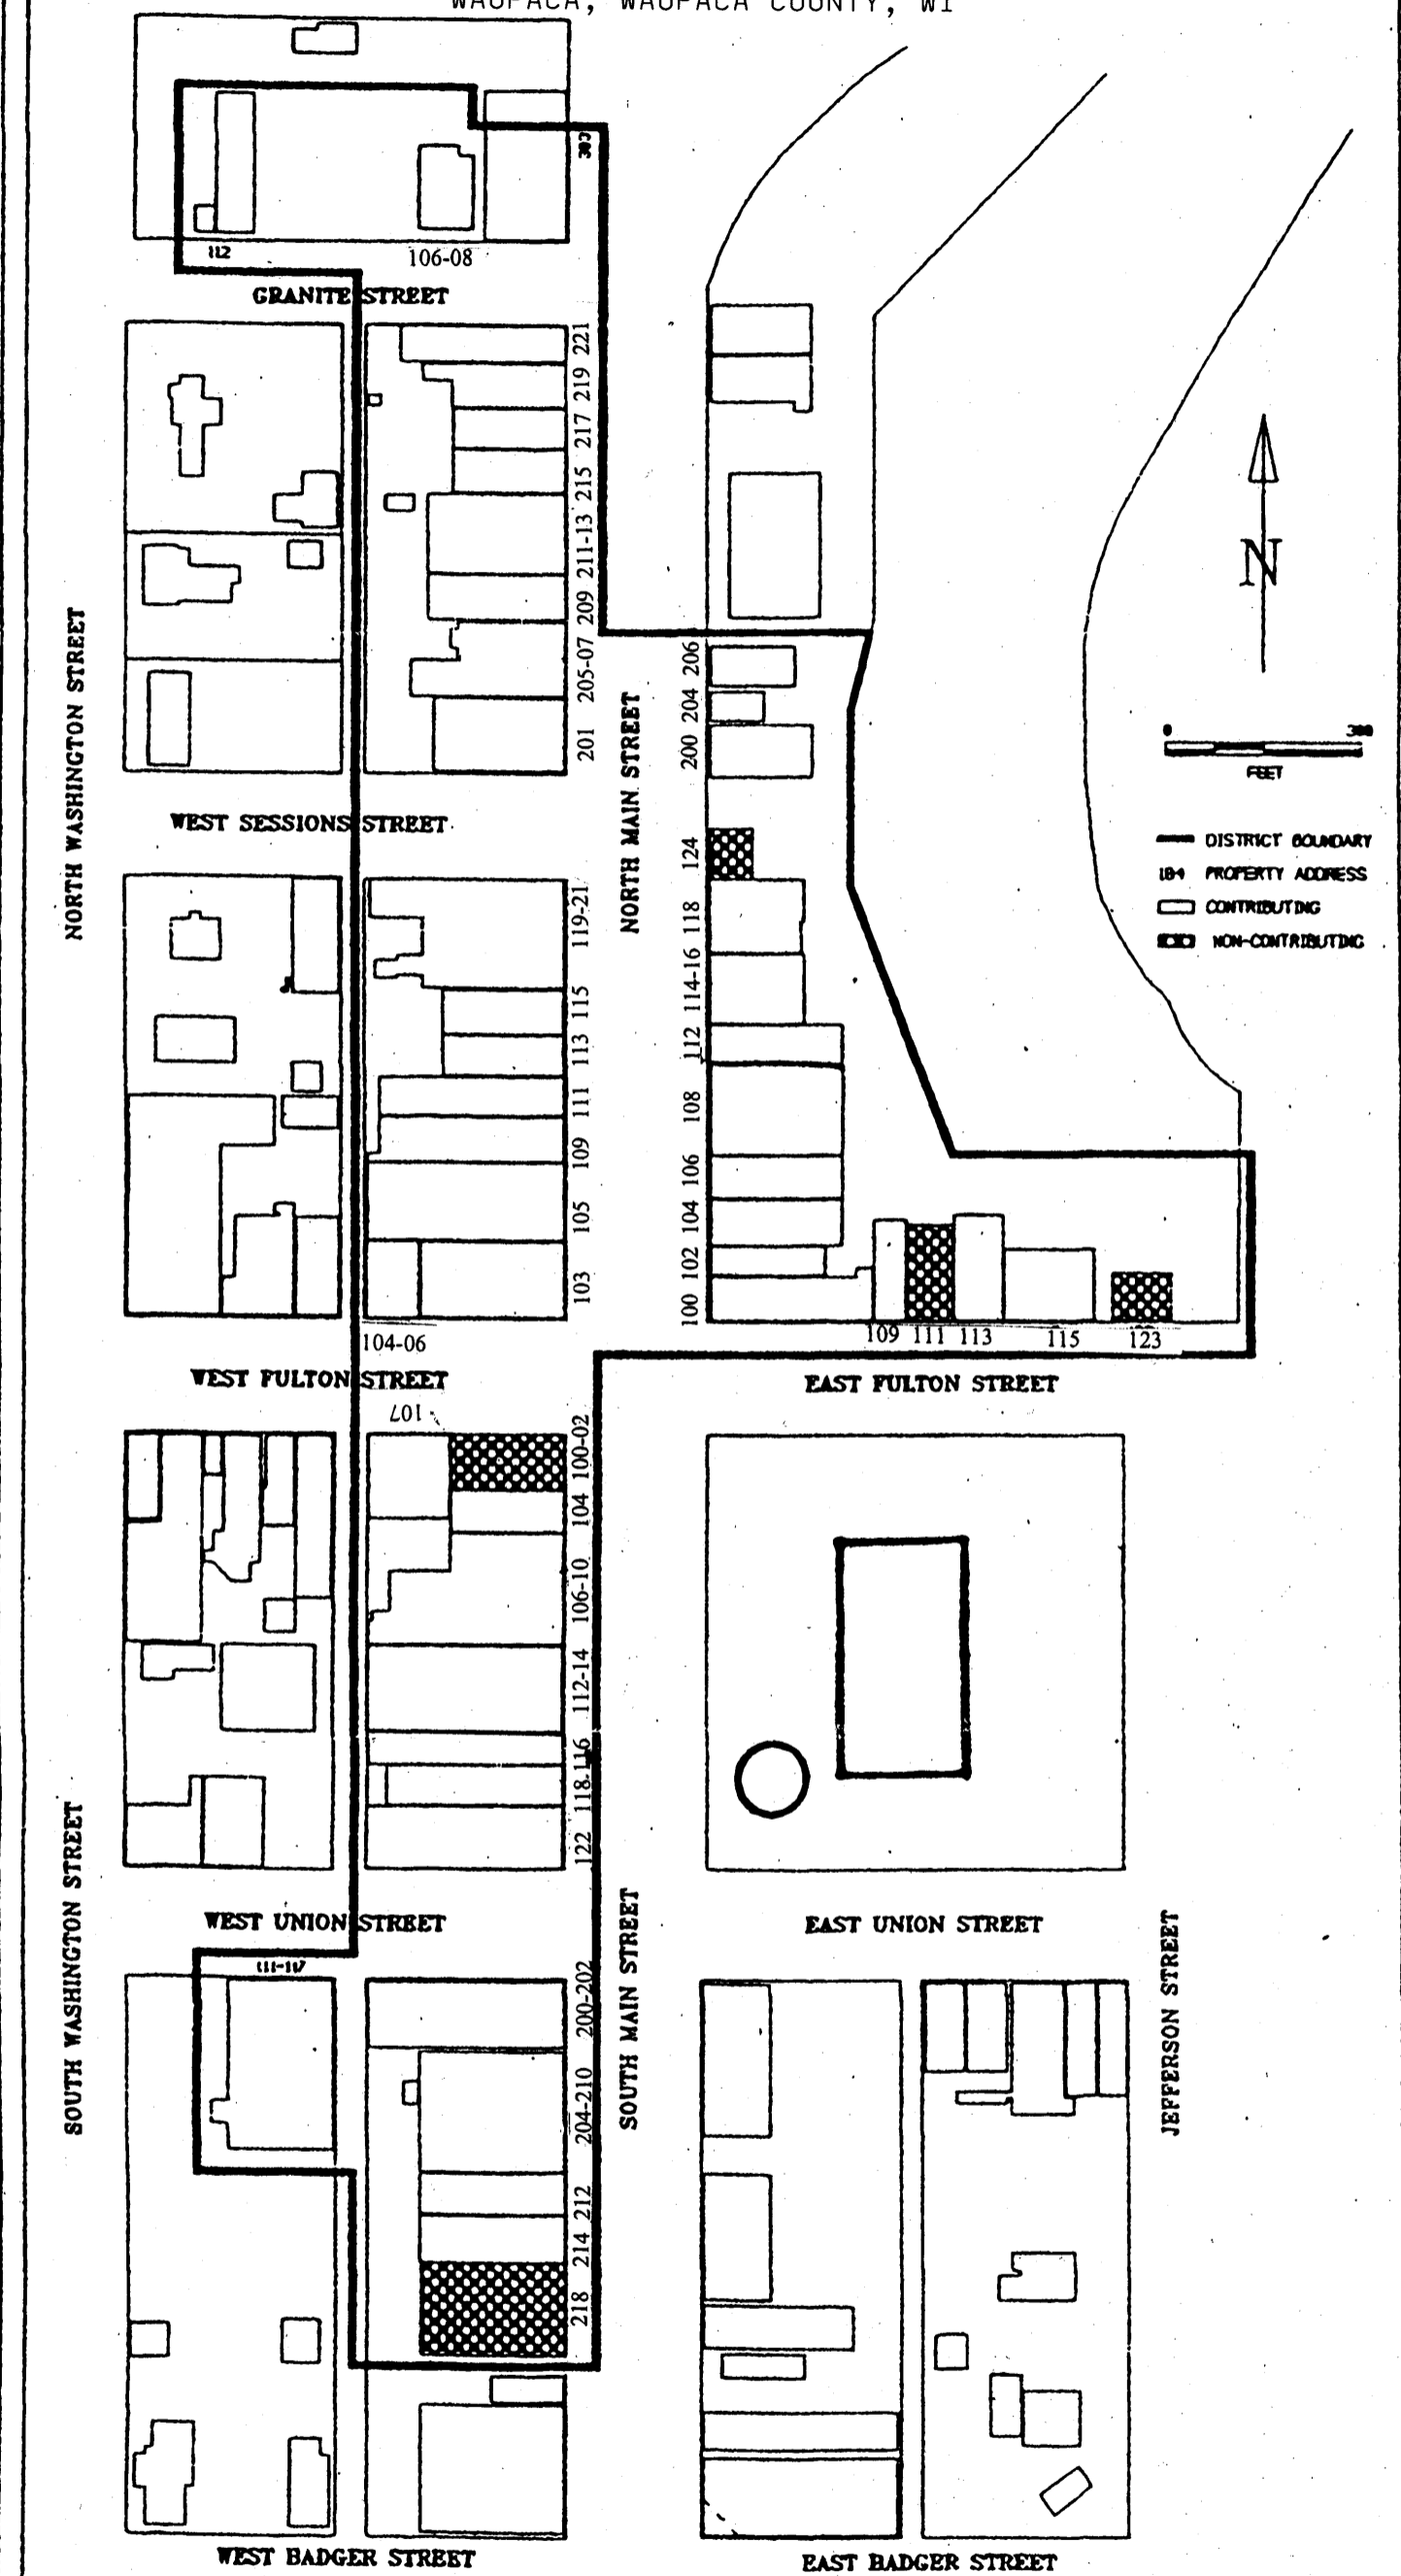 WAUPACA, WAUPACA COUNTY, WI
303
112
106-08
GRANITE STREET
221
219
217
215
211-13
209
205-07
201
NORTH WASHINGTON STREET
NORTH MAIN STREET
206
204
200
124
118
114-16
112
108
106
104
102
100
N
0 300
FEET
DISTRICT BOUNDARY
184 PROPERTY ADDRESS
CONTRIBUTING
NON-CONTRIBUTING
WEST SESSIONS STREET
119-21
115
113
111
109
105
103
104-06
109 111 113 115 123
WEST FULTON STREET
EAST FULTON STREET
107
100-02
104
106-10
112-14
116
118-
122
SOUTH WASHINGTON STREET
SOUTH MAIN STREET
JEFFERSON STREET
WEST UNION STREET
EAST UNION STREET
111-117
200-202
204-210
212
214
218
WEST BADGER STREET
EAST BADGER STREET